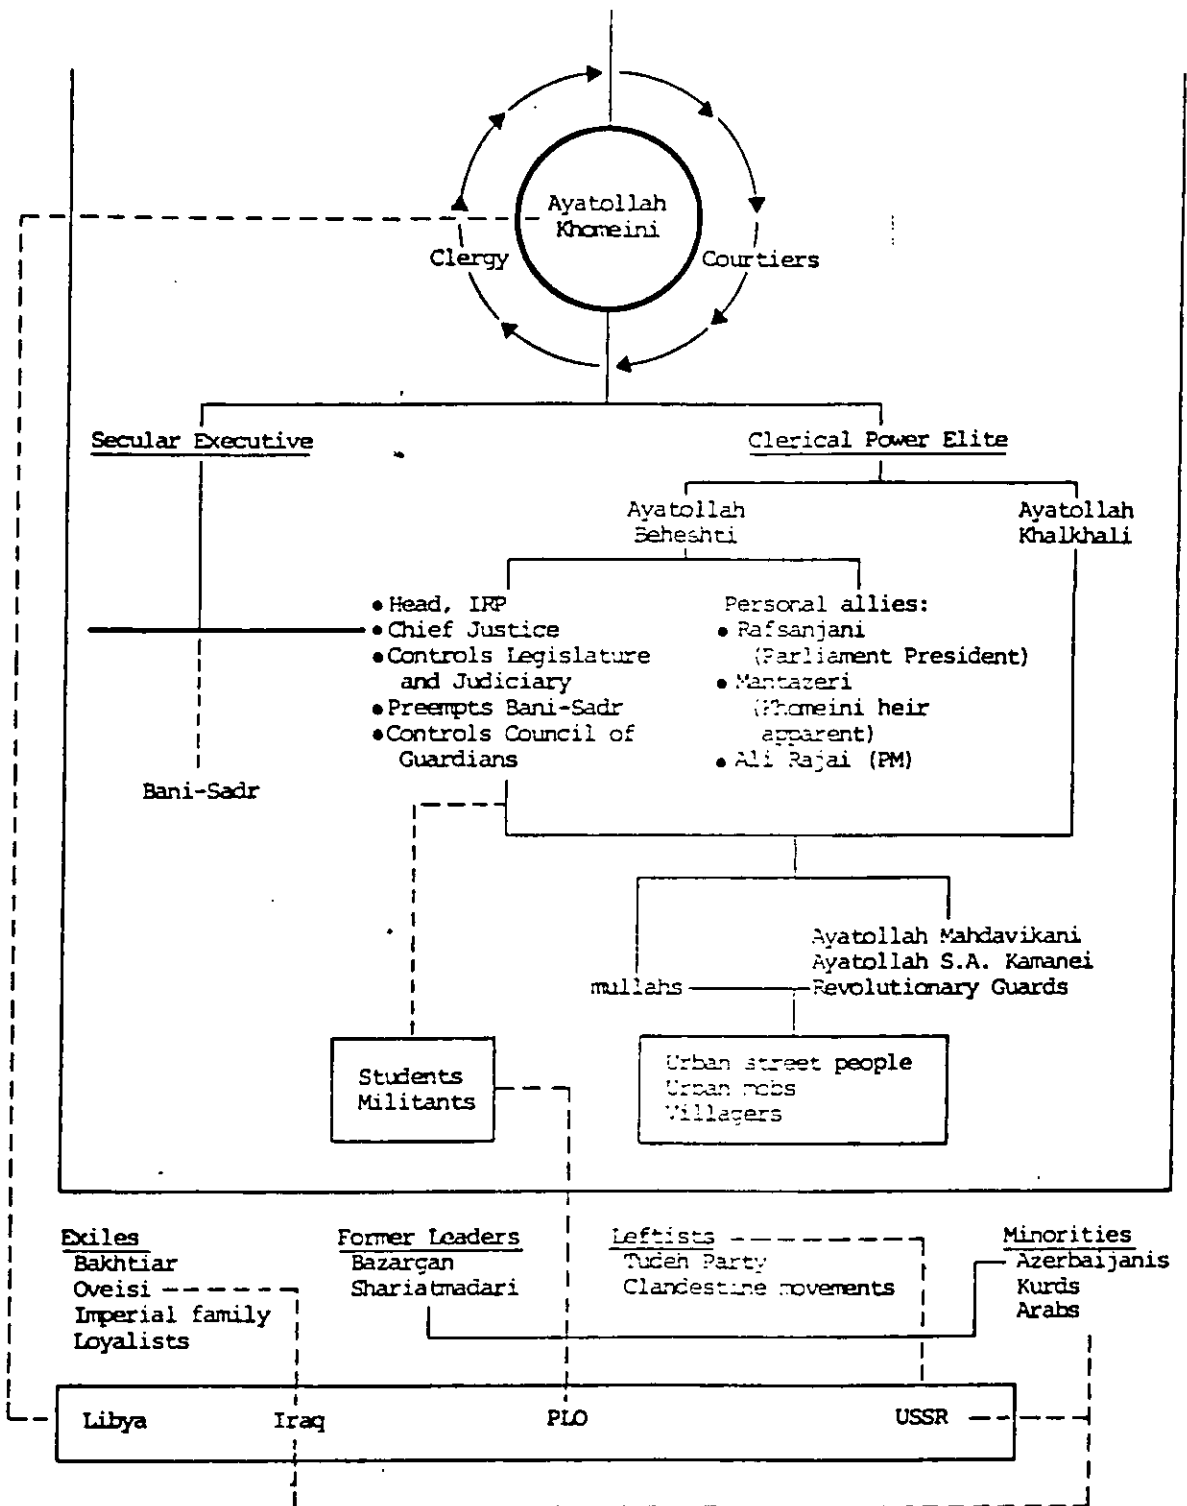 Ayatollah
Khomeini
Clergy
Courtiers
Secular Executive
Clerical Power Elite
Ayatollah
Beheshti
Ayatollah
Khalkhali
• Head, IRP
• Chief Justice
• Controls Legislature
and Judiciary
• Preempts Bani-Sadr
• Controls Council of
Guardians
Personal allies:
• Rafsanjani
(Parliament President)
• Mantazeri
(Khomeini heir
apparent)
• Ali Rajai (PM)
Bani-Sadr
mullahs
Ayatollah Mahdavikani
Ayatollah S.A. Kamanei
Revolutionary Guards
Students
Militants
Urban street people
Urban mobs
Villagers
Exiles
Bakhtiar
Oveisi
Imperial family
Loyalists
Former Leaders
Bazargan
Shariatmadari
Leftists
Tudeh Party
Clandestine movements
Minorities
Azerbaijanis
Kurds
Arabs
Libya
Iraq
PLO
USSR